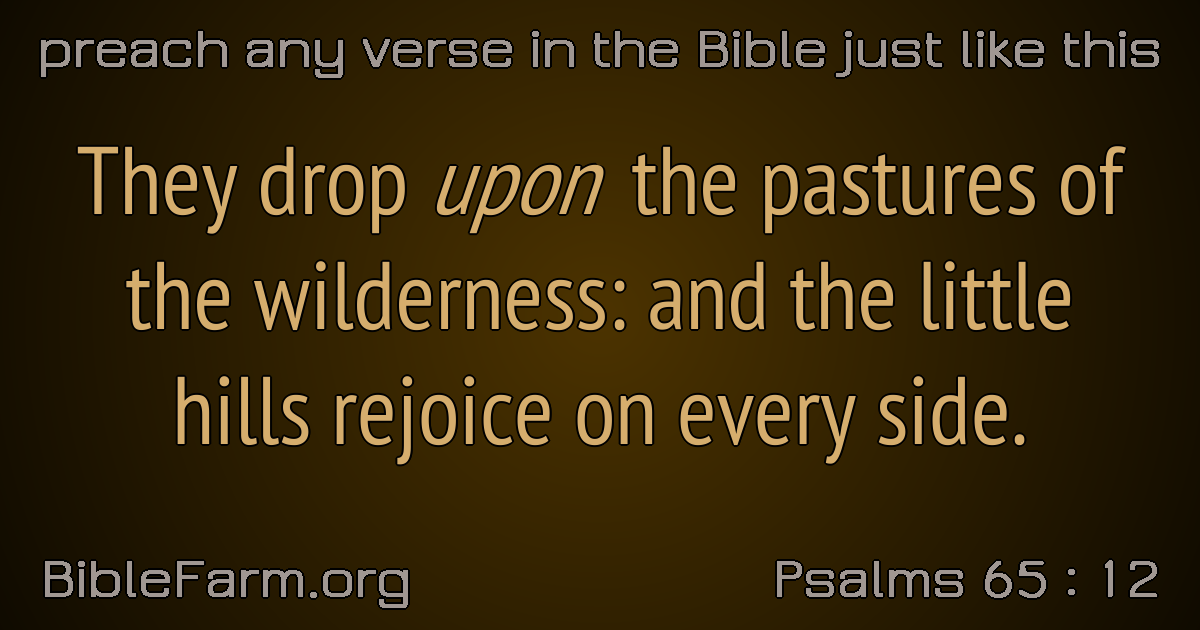 preach any verse in the Bible just like this
They drop upon the pastures of
the wilderness: and the little
hills rejoice on every side.
BibleFarm.org
Psalms 65 : 12